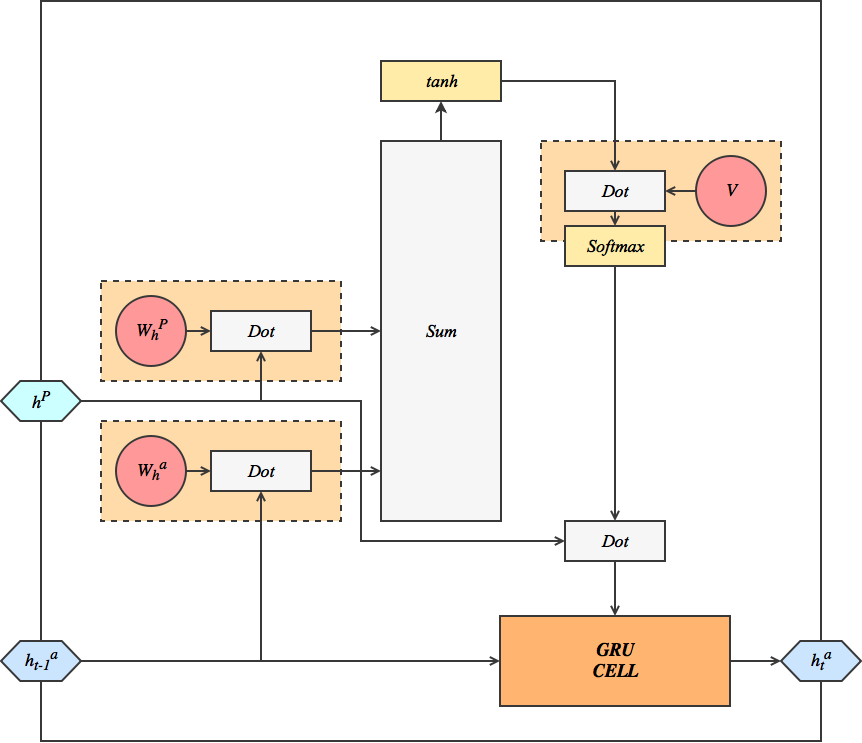 tanh
Dot
V
Softmax
W_h^P
Dot
Sum
h^P
W_h^a
Dot
Dot
h_{t-1}^a
GRU
CELL
h_t^a